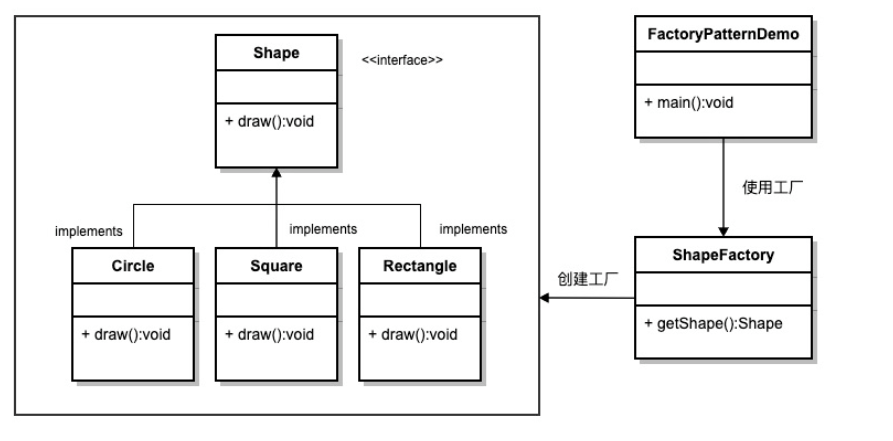 Shape
<<interface>>
+ draw():void
implements
implements
implements
Circle
+ draw():void
Square
+ draw():void
Rectangle
+ draw():void
FactoryPatternDemo
+ main():void
使用工厂
ShapeFactory
+ getShape():Shape
创建工厂